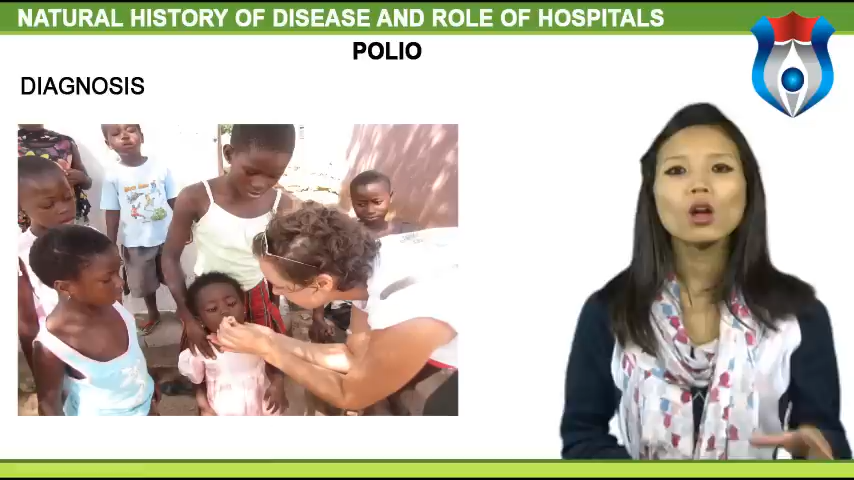 NATURAL HISTORY OF DISEASE AND ROLE OF HOSPITALS
POLIO
DIAGNOSIS